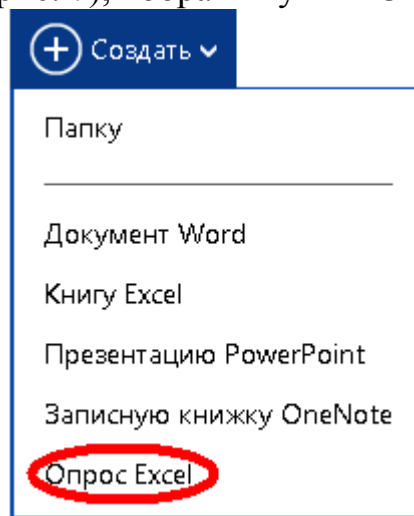 Создать
Папку
Документ Word
Книгу Excel
Презентацию PowerPoint
Записную книжку OneNote
Опрос Excel